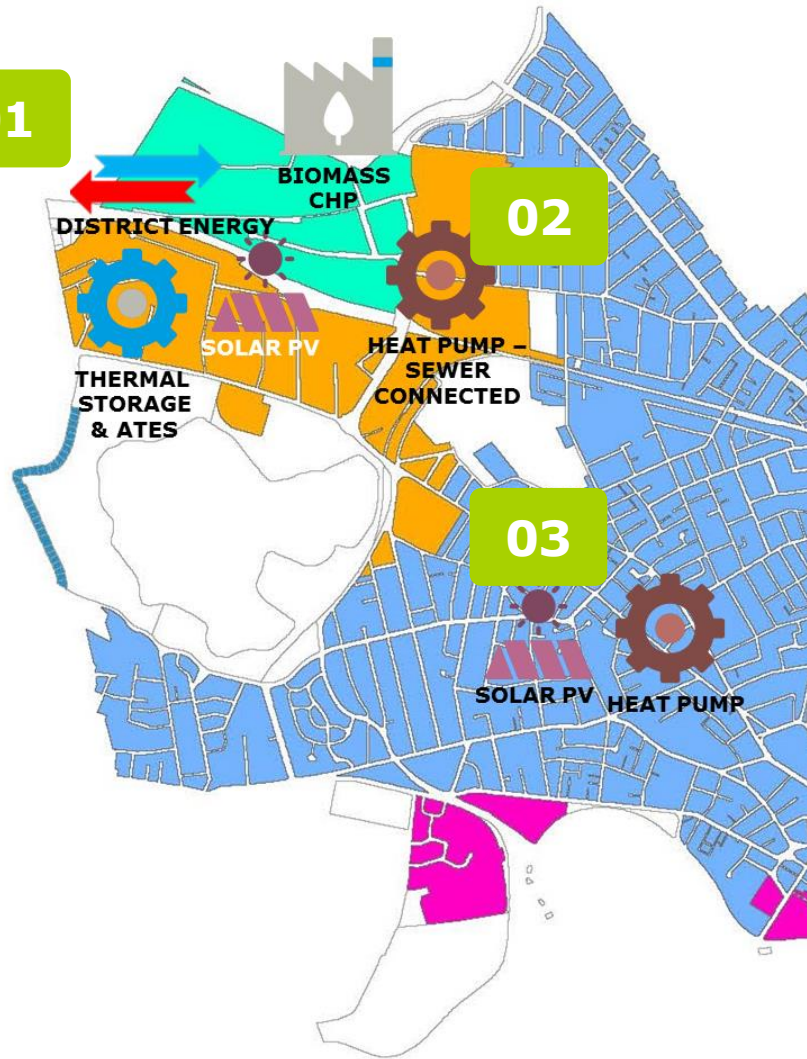 01
BIOMASS
CHP
DISTRICT ENERGY
02
SOLAR PV
HEAT PUMP –
SEWER
CONNECTED
THERMAL
STORAGE
& ATES
03
SOLAR PV
HEAT PUMP